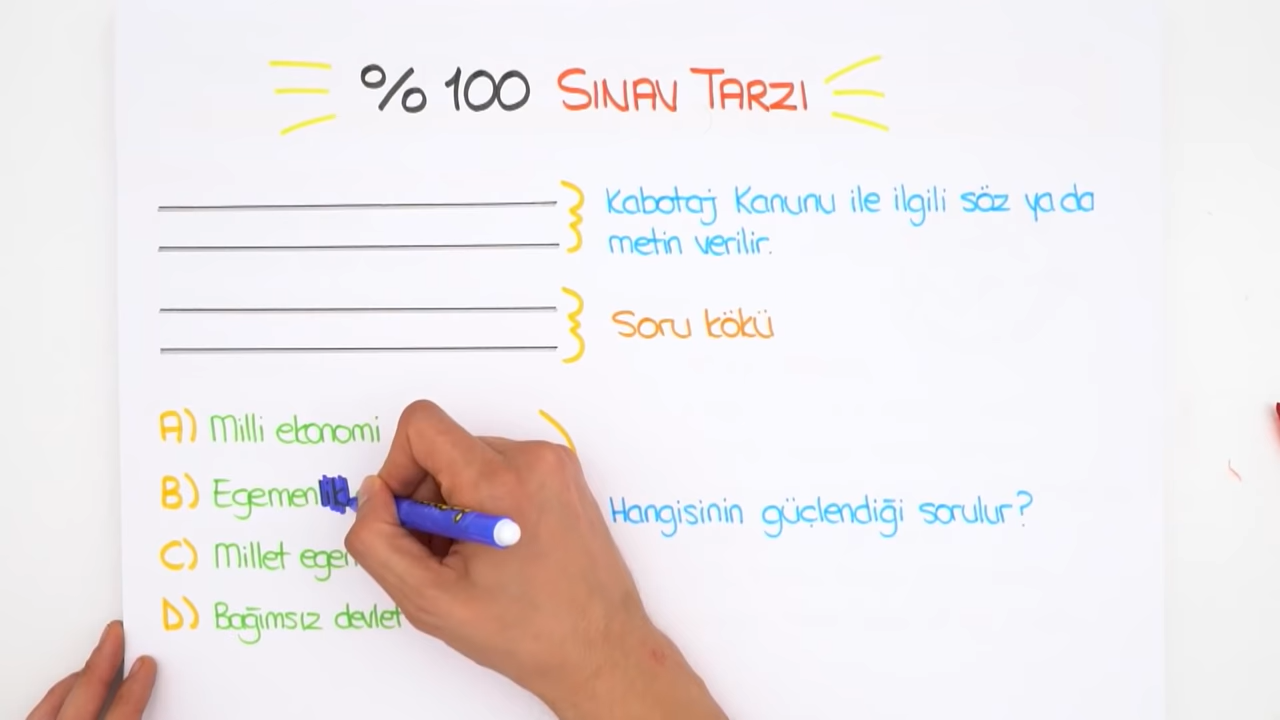 % 100 SINAV TARZI
Kabotaj Kanunu ile ilgili söz ya da
metin verilir.
Soru kökü
A) Milli ekonomi
B) Egemenlik
C) Millet
D) Bağımsız devlet
Hangisinin güçlendiği sorulur?